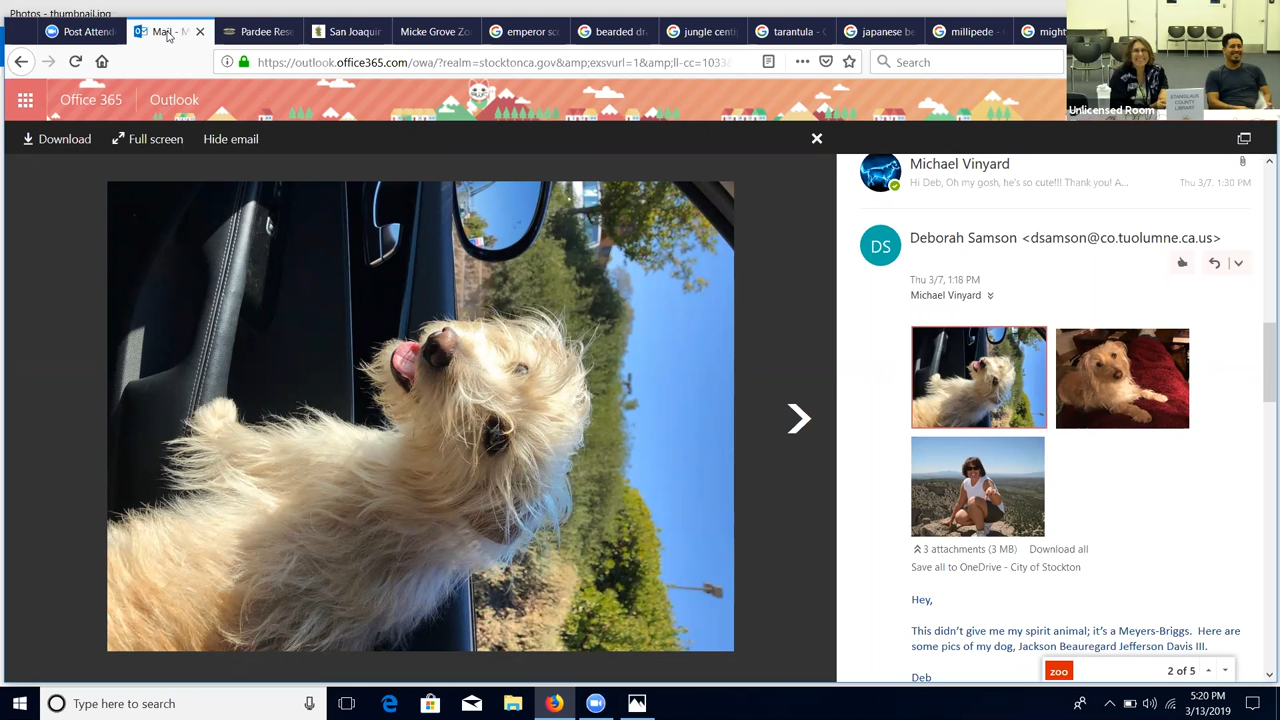 Photos - thumbnail.jpg
Post Attend
Mail - M
Pardee Rese
San Joaquin
Micke Grove Zo
emperor sc
bearded dr
jungle centi
tarantula - G
japanese be
millipede -
might
https://outlook.office365.com/owa/?realm=stocktonca.gov&amp;exsvurl=1&amp;ll-cc=1033
Search
Unlicensed Room
STANISLAUS
COUNTY
LIBRARY
Office 365
Outlook
Download
Full screen
Hide email
Michael Vinyard
Hi Deb, Oh my gosh, he's so cute!!! Thank you! A...
Thu 3/7, 1:30 PM
DS
Deborah Samson <dsamson@co.tuolumne.ca.us>
Thu 3/7, 1:18 PM
Michael Vinyard
3 attachments (3 MB) Download all
Save all to OneDrive - City of Stockton
Hey,
This didn't give me my spirit animal; it's a Meyers-Briggs. Here are
some pics of my dog, Jackson Beauregard Jefferson Davis III.
Deb
zoo
2 of 5
Type here to search
5:20 PM
3/13/2019